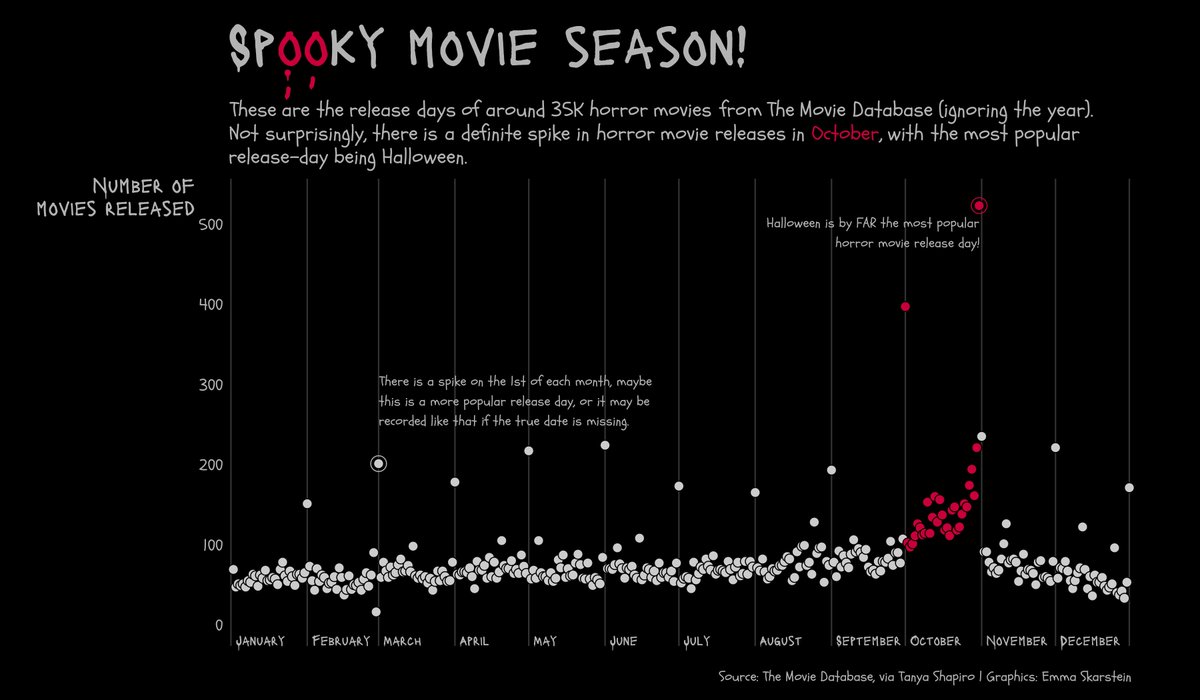 SPOOKY MOVIE SEASON!
These are the release days of around 35K horror movies from The Movie Database (ignoring the year).
Not surprisingly, there is a definite spike in horror movie releases in October, with the most popular
release-day being Halloween.
NUMBER OF
MOVIES RELEASED
500
Halloween is by FAR the most popular
horror movie release day!
400
300
There is a spike on the 1st of each month, maybe
this is a more popular release day, or it may be
recorded like that if the true date is missing.
200
100
0
JANUARY FEBRUARY MARCH APRIL MAY JUNE JULY AUGUST SEPTEMBER OCTOBER NOVEMBER DECEMBER
Source: The Movie Database, via Tanya Shapiro | Graphics: Emma Skarstein